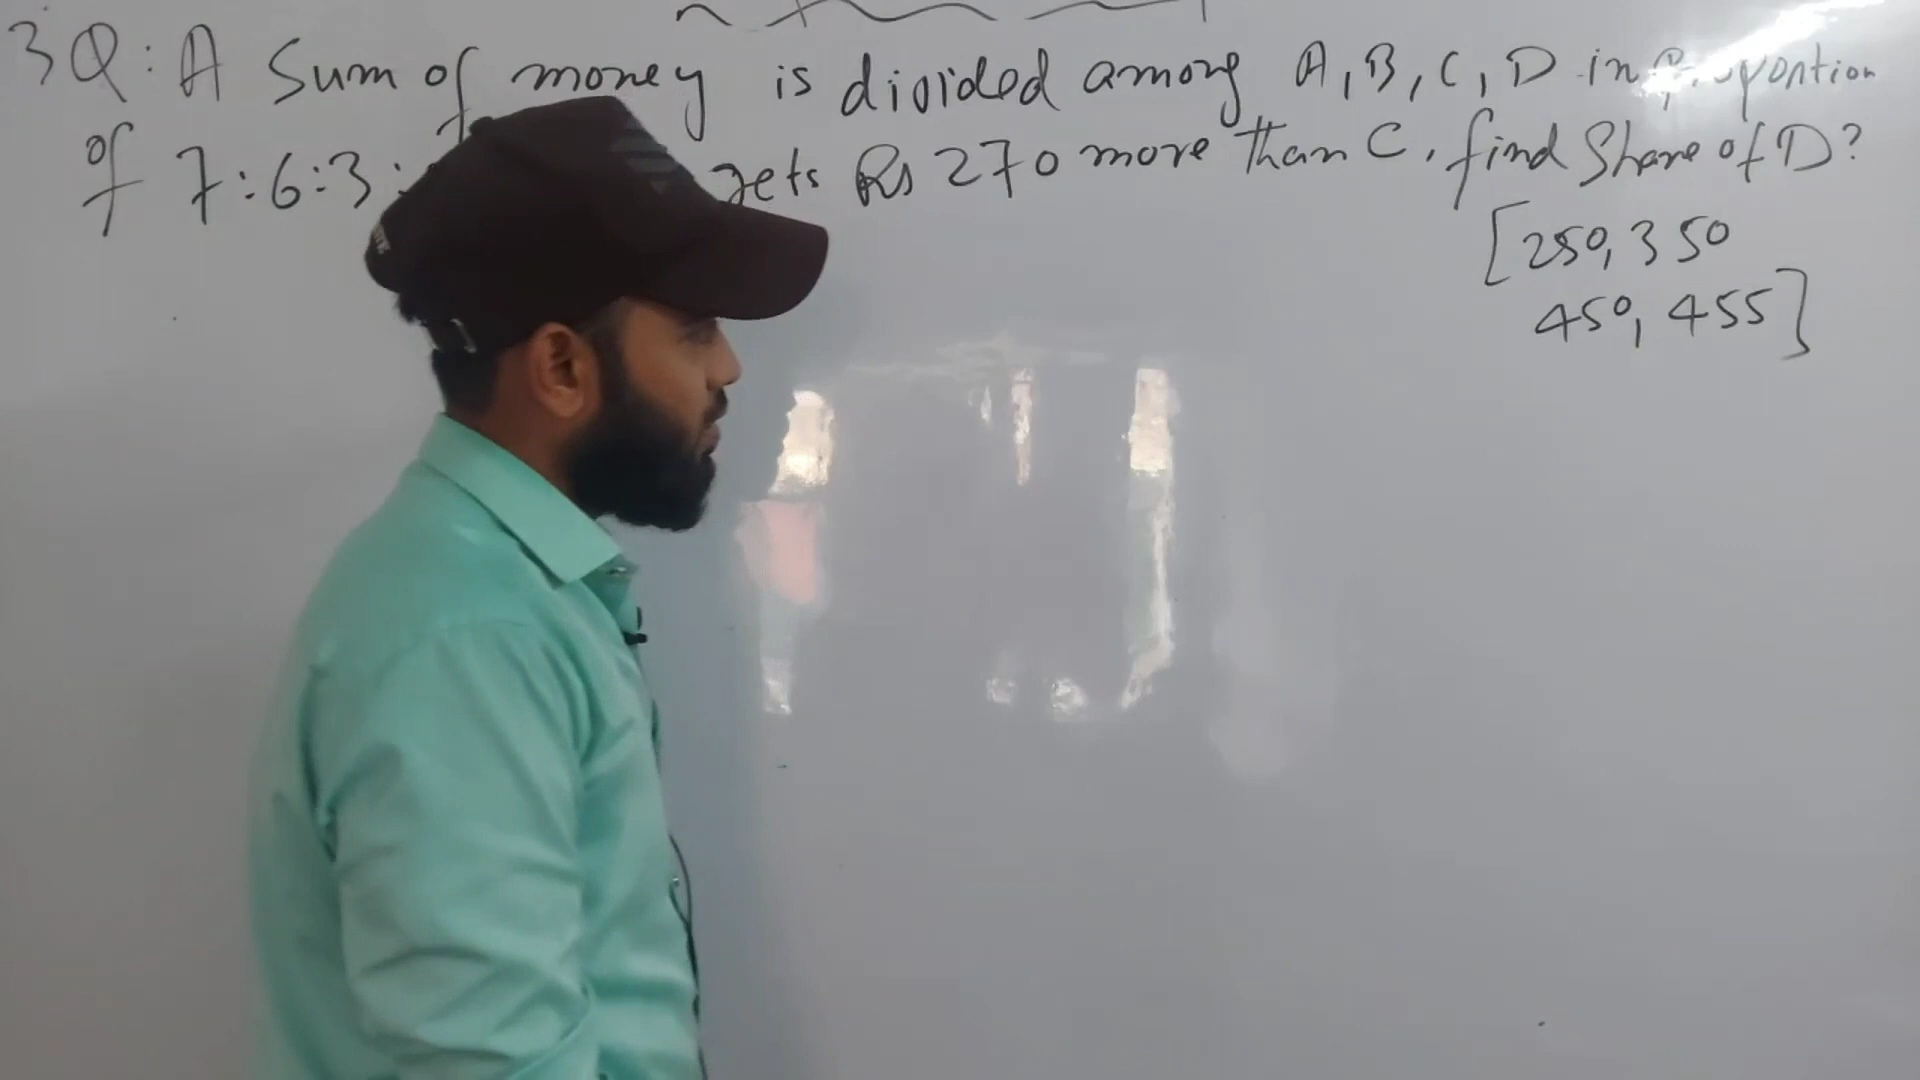 3Q: A Sum of money is divided among A, B, C, D in
of 7:6:3: gets Rs 270 more than C. find Share of D?
[250, 350
450, 455]